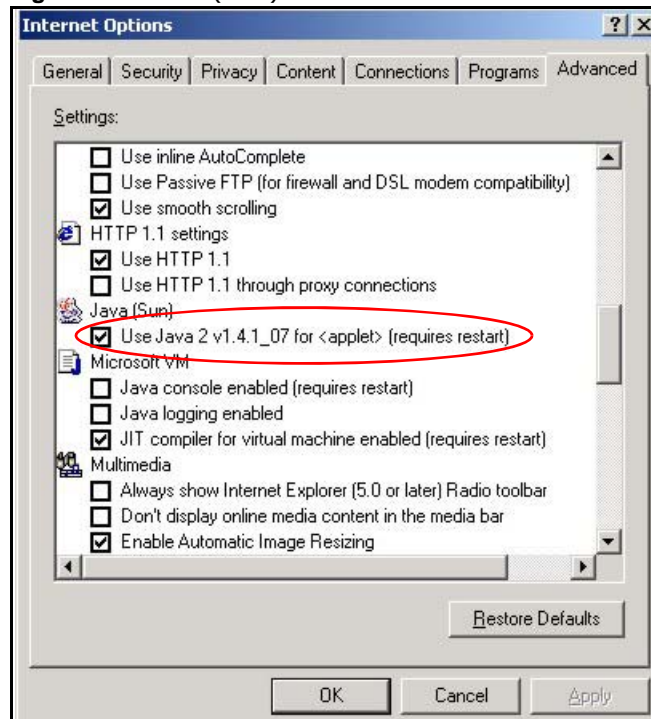 Internet Options
General Security Privacy Content Connections Programs Advanced
Settings:
Use inline AutoComplete
Use Passive FTP (for firewall and DSL modem compatibility)
Use smooth scrolling
HTTP 1.1 settings
Use HTTP 1.1
Use HTTP 1.1 through proxy connections
Java (Sun)
Use Java 2 v1.4.1_07 for <applet> (requires restart)
Microsoft VM
Java console enabled (requires restart)
Java logging enabled
JIT compiler for virtual machine enabled (requires restart)
Multimedia
Always show Internet Explorer (5.0 or later) Radio toolbar
Don't display online media content in the media bar
Enable Automatic Image Resizing
Restore Defaults
OK Cancel Apply